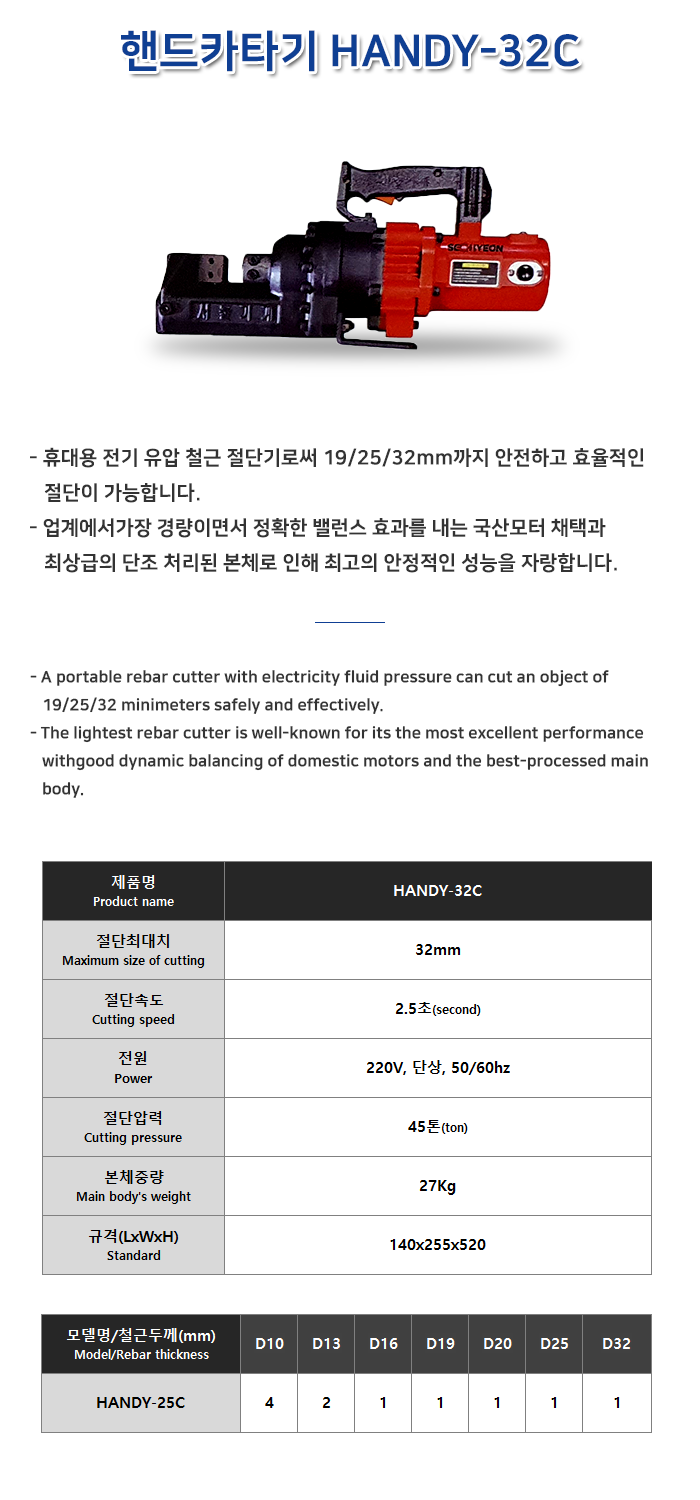 핸드카타기 HANDY-32C
SEOKYEON
- 휴대용 전기 유압 철근 절단기로써 19/25/32mm까지 안전하고 효율적인
절단이 가능합니다.
- 업계에서가장 경량이면서 정확한 밸런스 효과를 내는 국산모터 채택과
최상급의 단조 처리된 본체로 인해 최고의 안정적인 성능을 자랑합니다.
- A portable rebar cutter with electricity fluid pressure can cut an object of
19/25/32 minimeters safely and effectively.
- The lightest rebar cutter is well-known for its the most excellent performance
withgood dynamic balancing of domestic motors and the best-processed main
body.
제품명
Product name
HANDY-32C
절단최대치
Maximum size of cutting
32mm
절단속도
Cutting speed
2.5초(second)
전원
Power
220V, 단상, 50/60hz
절단압력
Cutting pressure
45톤(ton)
본체중량
Main body's weight
27Kg
규격(LxWxH)
Standard
140x255x520
모델명/철근두께(mm)
Model/Rebar thickness
D10 D13 D16 D19 D20 D25 D32
HANDY-25C 4 2 1 1 1 1 1